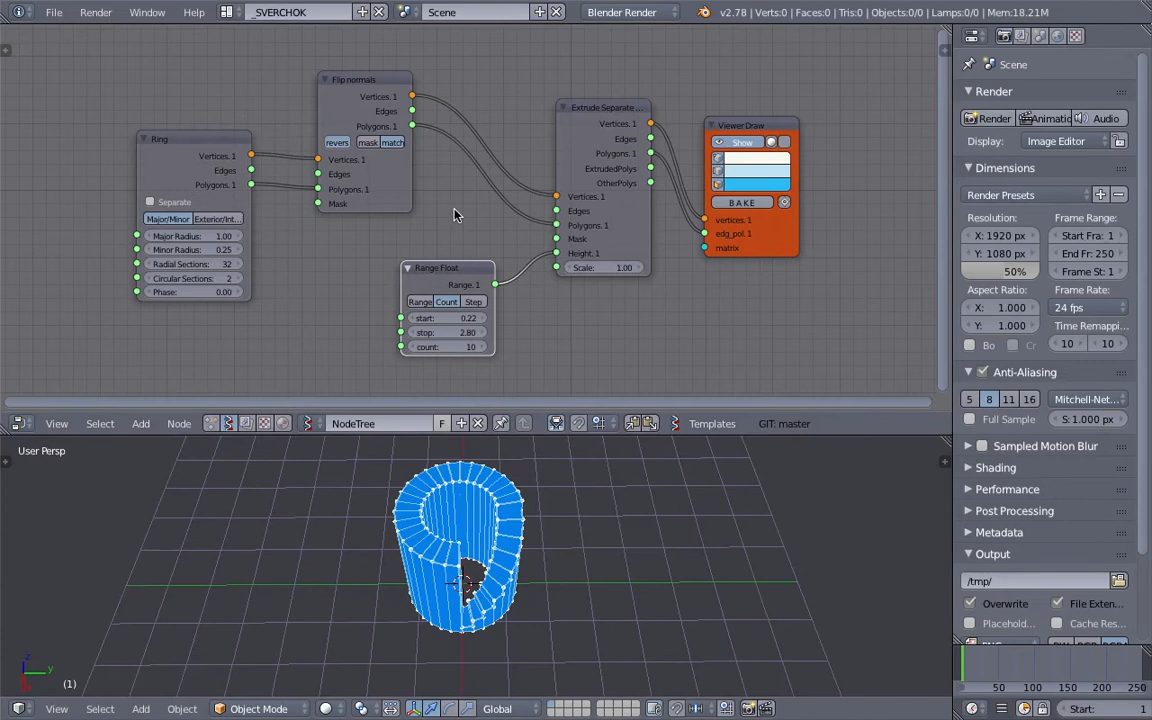 File Render Window Help _SVERCHOK Scene Blender Render v2.78 | Verts:0 | Faces:0 | Tris:0 | Objects:0/0 | Lamps:0/0 | Mem:18.21M
Ring
Vertices. 1
Edges
Polygons. 1
Separate
Major/Minor Exterior/Int...
Major Radius: 1.00
Minor Radius: 0.25
Radial Sections: 32
Circular Sections: 2
Phase: 0.00
Flip normals
Vertices. 1
Edges
Polygons. 1
revers mask match
Vertices. 1
Edges
Polygons. 1
Mask
Range Float
Range. 1
Range Count Step
start: 0.22
stop: 2.80
count: 10
Extrude Separate ...
Vertices. 1
Edges
Polygons. 1
ExtrudedPolys
OtherPolys
Vertices. 1
Edges
Polygons. 1
Mask
Height. 1
Scale: 1.00
Viewer Draw
Show
BAKE
vertices. 1
edg_pol. 1
matrix
View Select Add Node NodeTree F Templates GIT: master
User Persp
z
y
(1)
View Select Add Object Object Mode Global
Scene
Render
Render Animatic Audio
Display: Image Editor
Dimensions
Render Presets
Resolution: Frame Range:
X: 1920 px Start Fra: 1
Y: 1080 px End Fr: 250
50% Frame St: 1
Aspect Ratio: Frame Rate:
X: 1.000 24 fps
Y: 1.000 Time Remappi...
Bo Cr 10 10
Anti-Aliasing
5 8 11 16 Mitchell-Net...
Full Sample S: 1.000 px
Sampled Motion Blur
Shading
Performance
Post Processing
Metadata
Output
/tmp/
Overwrite File Exten...
Placehold... Cache Res...
50 100 150 200 250
Start: 1